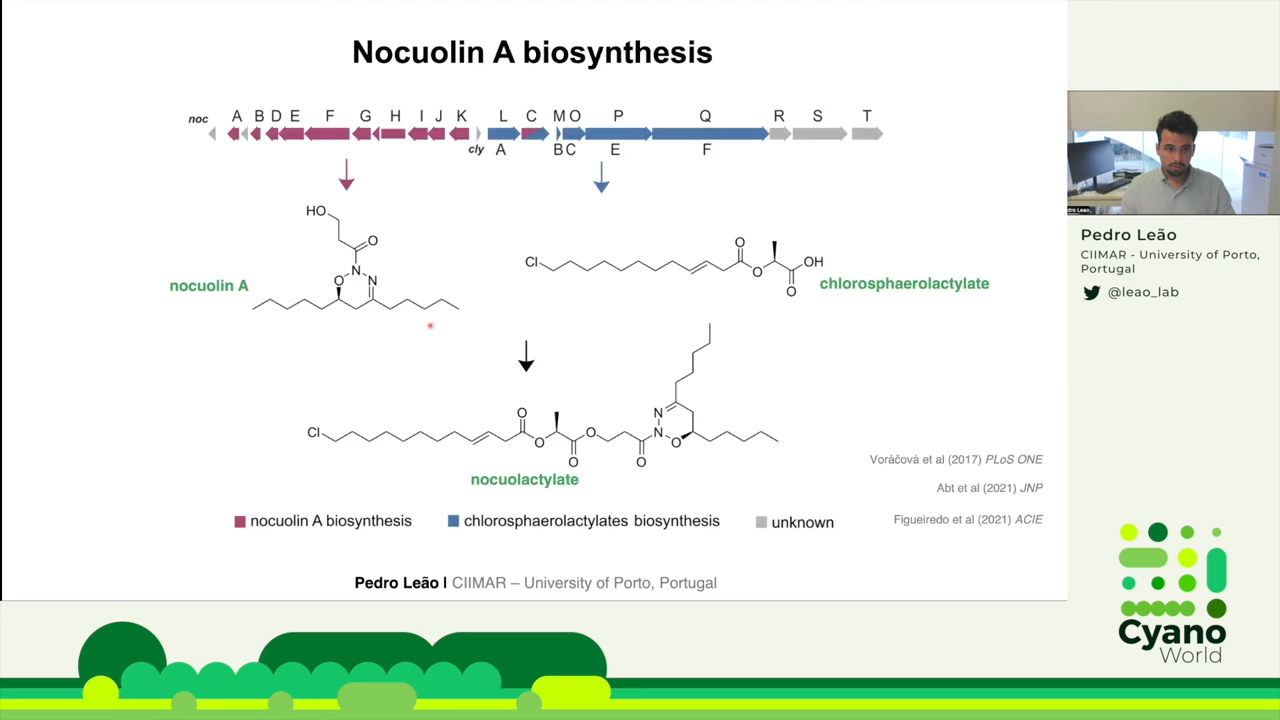 Nocuolin A biosynthesis
noc A B D E F G H I J K L C M O P Q R S T
cly A B C E F
HO
O
N
O N
nocuolin A
Cl
O
O
OH
O
chlorosphaerolactylate
Cl
O
O
O
O
O
N
N
O
nocuolactylate
Voráčová et al (2017) PLoS ONE
Abt et al (2021) JNP
Figueiredo et al (2021) ACIE
nocuolin A biosynthesis
chlorosphaerolactylates biosynthesis
unknown
Pedro Leão I CIIMAR – University of Porto, Portugal
dro Leao
Pedro Leão
CIIMAR - University of Porto,
Portugal
@leao_lab
Cyano
World